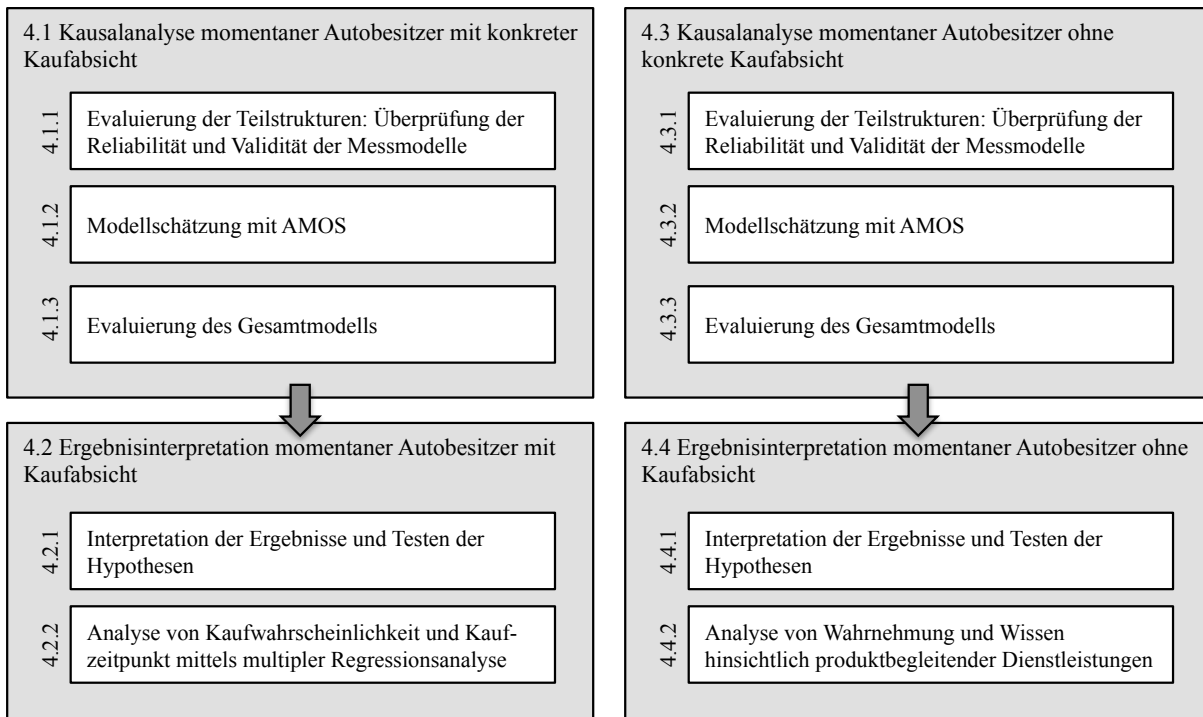 4.1 Kausalanalyse momentaner Autobesitzer mit konkreter
Kaufabsicht
4.1.1
Evaluierung der Teilstrukturen: Überprüfung der
Reliabilität und Validität der Messmodelle
4.1.2
Modellschätzung mit AMOS
4.1.3
Evaluierung des Gesamtmodells
4.2 Ergebnisinterpretation momentaner Autobesitzer mit
Kaufabsicht
4.2.1
Interpretation der Ergebnisse und Testen der
Hypothesen
4.2.2
Analyse von Kaufwahrscheinlichkeit und Kauf-
zeitpunkt mittels multipler Regressionsanalyse
4.3 Kausalanalyse momentaner Autobesitzer ohne
konkrete Kaufabsicht
4.3.1
Evaluierung der Teilstrukturen: Überprüfung der
Reliabilität und Validität der Messmodelle
4.3.2
Modellschätzung mit AMOS
4.3.3
Evaluierung des Gesamtmodells
4.4 Ergebnisinterpretation momentaner Autobesitzer ohne
Kaufabsicht
4.4.1
Interpretation der Ergebnisse und Testen der
Hypothesen
4.4.2
Analyse von Wahrnehmung und Wissen
hinsichtlich produktbegleitender Dienstleistungen